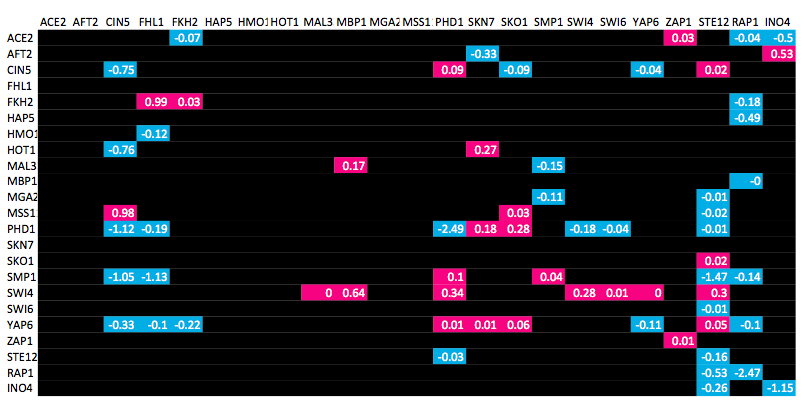 ACE2 AFT2 CIN5 FHL1 FKH2 HAP5 HMO1 HOT1 MAL3 MBP1 MGA2 MSS1 PHD1 SKN7 SKO1 SMP1 SWI4 SWI6 YAP6 ZAP1 STE12 RAP1 INO4
ACE2 -0.07 0.03 -0.04 -0.5
AFT2 -0.33 0.53
CIN5 -0.75 0.09 -0.09 -0.04 0.02
FHL1
FKH2 0.99 0.03 -0.18
HAP5 -0.49
HMO1 -0.12
HOT1 -0.76 0.27
MAL3 0.17 -0.15
MBP1 -0
MGA2 -0.11 -0.01
MSS1 0.98 0.03 -0.02
PHD1 -1.12 -0.19 -2.49 0.18 0.28 -0.18 -0.04 -0.01
SKN7
SKO1 0.02
SMP1 -1.05 -1.13 0.1 0.04 -1.47 -0.14
SWI4 0 0.64 0.34 0.28 0.01 0 0.3
SWI6 -0.01
YAP6 -0.33 -0.1 -0.22 0.01 0.01 0.06 -0.11 0.05 -0.1
ZAP1 0.01
STE12 -0.03 -0.16
RAP1 -0.53 -2.47
INO4 -0.26 -1.15